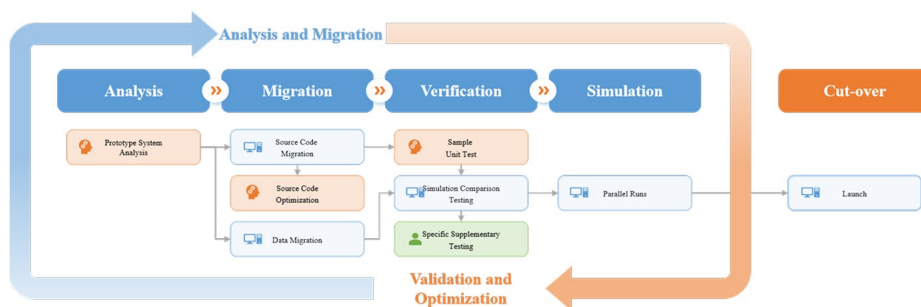 Analysis and Migration
Analysis
Migration
Verification
Simulation
Cut-over
Prototype System
Analysis
Source Code
Migration
Sample
Unit Test
Source Code
Optimization
Simulation Comparison
Testing
Parallel Runs
Launch
Data Migration
Specific Supplementary
Testing
Validation and
Optimization